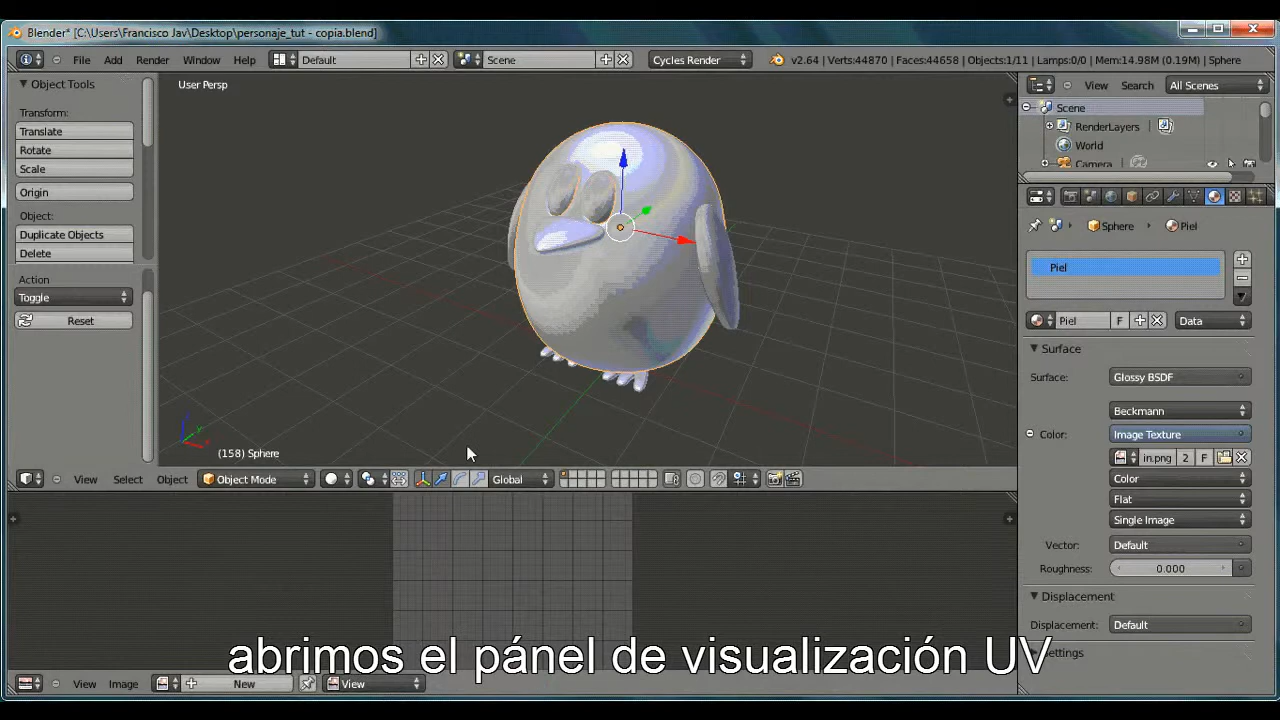 Blender* [C:\Users\Francisco Jav\Desktop\personaje_tut - copia.blend]
File Add Render Window Help Default Scene Cycles Render v2.64 | Verts:44870 | Faces:44658 | Objects:1/11 | Lamps:0/0 | Mem:14.98M (0.19M) | Sphere
Object Tools
Transform:
Translate
Rotate
Scale
Origin
Object:
Duplicate Objects
Delete
Action
Toggle
Reset
User Persp
(158) Sphere
View Select Object Object Mode Global
View Search All Scenes
Scene
RenderLayers
World
Camera
Sphere Piel
Piel
Piel F Data
Surface
Surface: Glossy BSDF
Beckmann
Color: Image Texture
in.png 2 F
Color
Flat
Single Image
Vector: Default
Roughness: 0.000
Displacement
Displacement: Default
ettings
abrimos el pánel de visualización UV
View Image New View